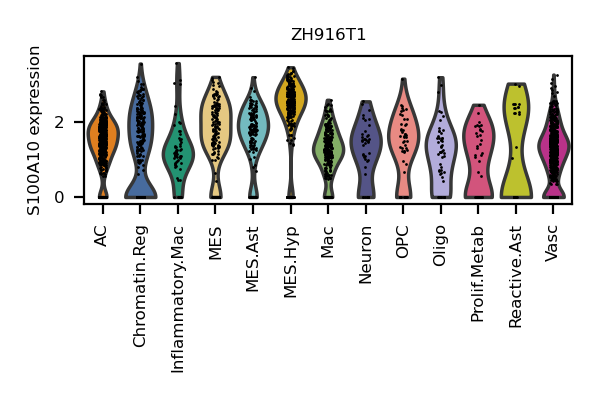 ZH916T1
S100A10 expression
2
0
AC
Chromatin.Reg
Inflammatory.Mac
MES
MES.Ast
MES.Hyp
Mac
Neuron
OPC
Oligo
Prolif.Metab
Reactive.Ast
Vasc